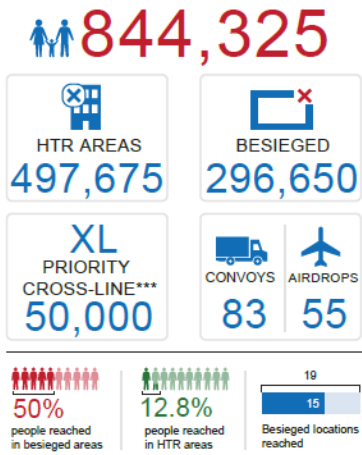 844,325
HTR AREAS
497,675
BESIEGED
296,650
XL
PRIORITY
CROSS-LINE***
50,000
CONVOYS
83
AIRDROPS
55
50%
people reached
in besieged areas
12.8%
people reached
in HTR areas
19
15
Besieged locations
reached